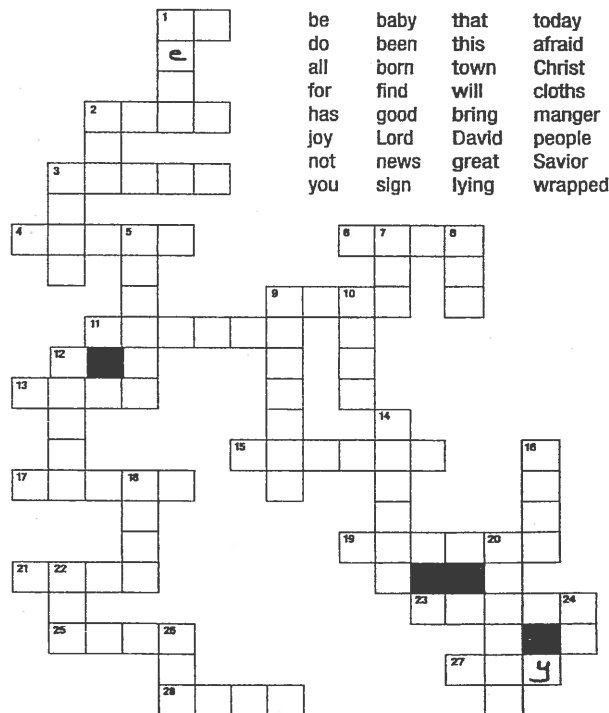 be baby that today
do been this afraid
all born town Christ
for find will cloths
has good bring manger
joy Lord David people
not news great Savior
you sign lying wrapped
1
e
2
3
4 5 6 7 8
9 10
11
12
13
14
15 16
17 18
19 20
21 22
23 24
25 26
27 y
28